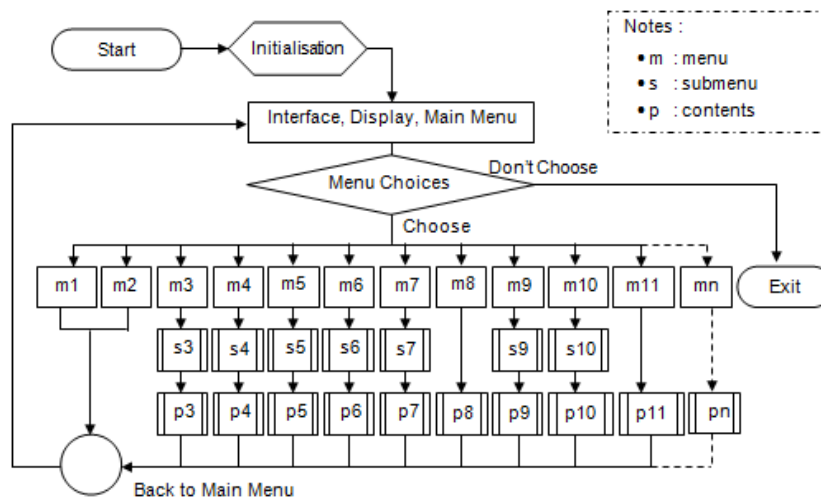 Start
Initialisation
Notes :
• m : menu
• s : submenu
• p : contents
Interface, Display, Main Menu
Menu Choices
Don't Choose
Choose
m1 m2 m3 m4 m5 m6 m7 m8 m9 m10 m11 mn
Exit
s3 s4 s5 s6 s7 s9 s10
p3 p4 p5 p6 p7 p8 p9 p10 p11 pn
Back to Main Menu